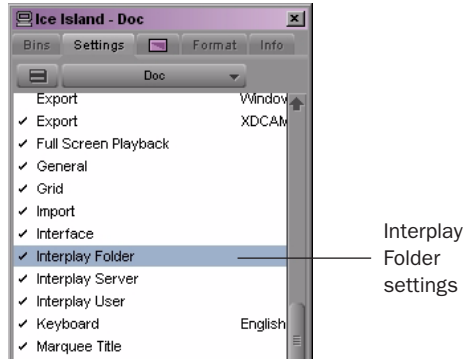 Ice Island - Doc
Bins Settings Format Info
Doc
Export Window
✓ Export XDCAM
✓ Full Screen Playback
✓ General
✓ Grid
✓ Import
✓ Interface
✓ Interplay Folder
✓ Interplay Server
✓ Interplay User
✓ Keyboard English
✓ Marquee Title
Interplay
Folder
settings